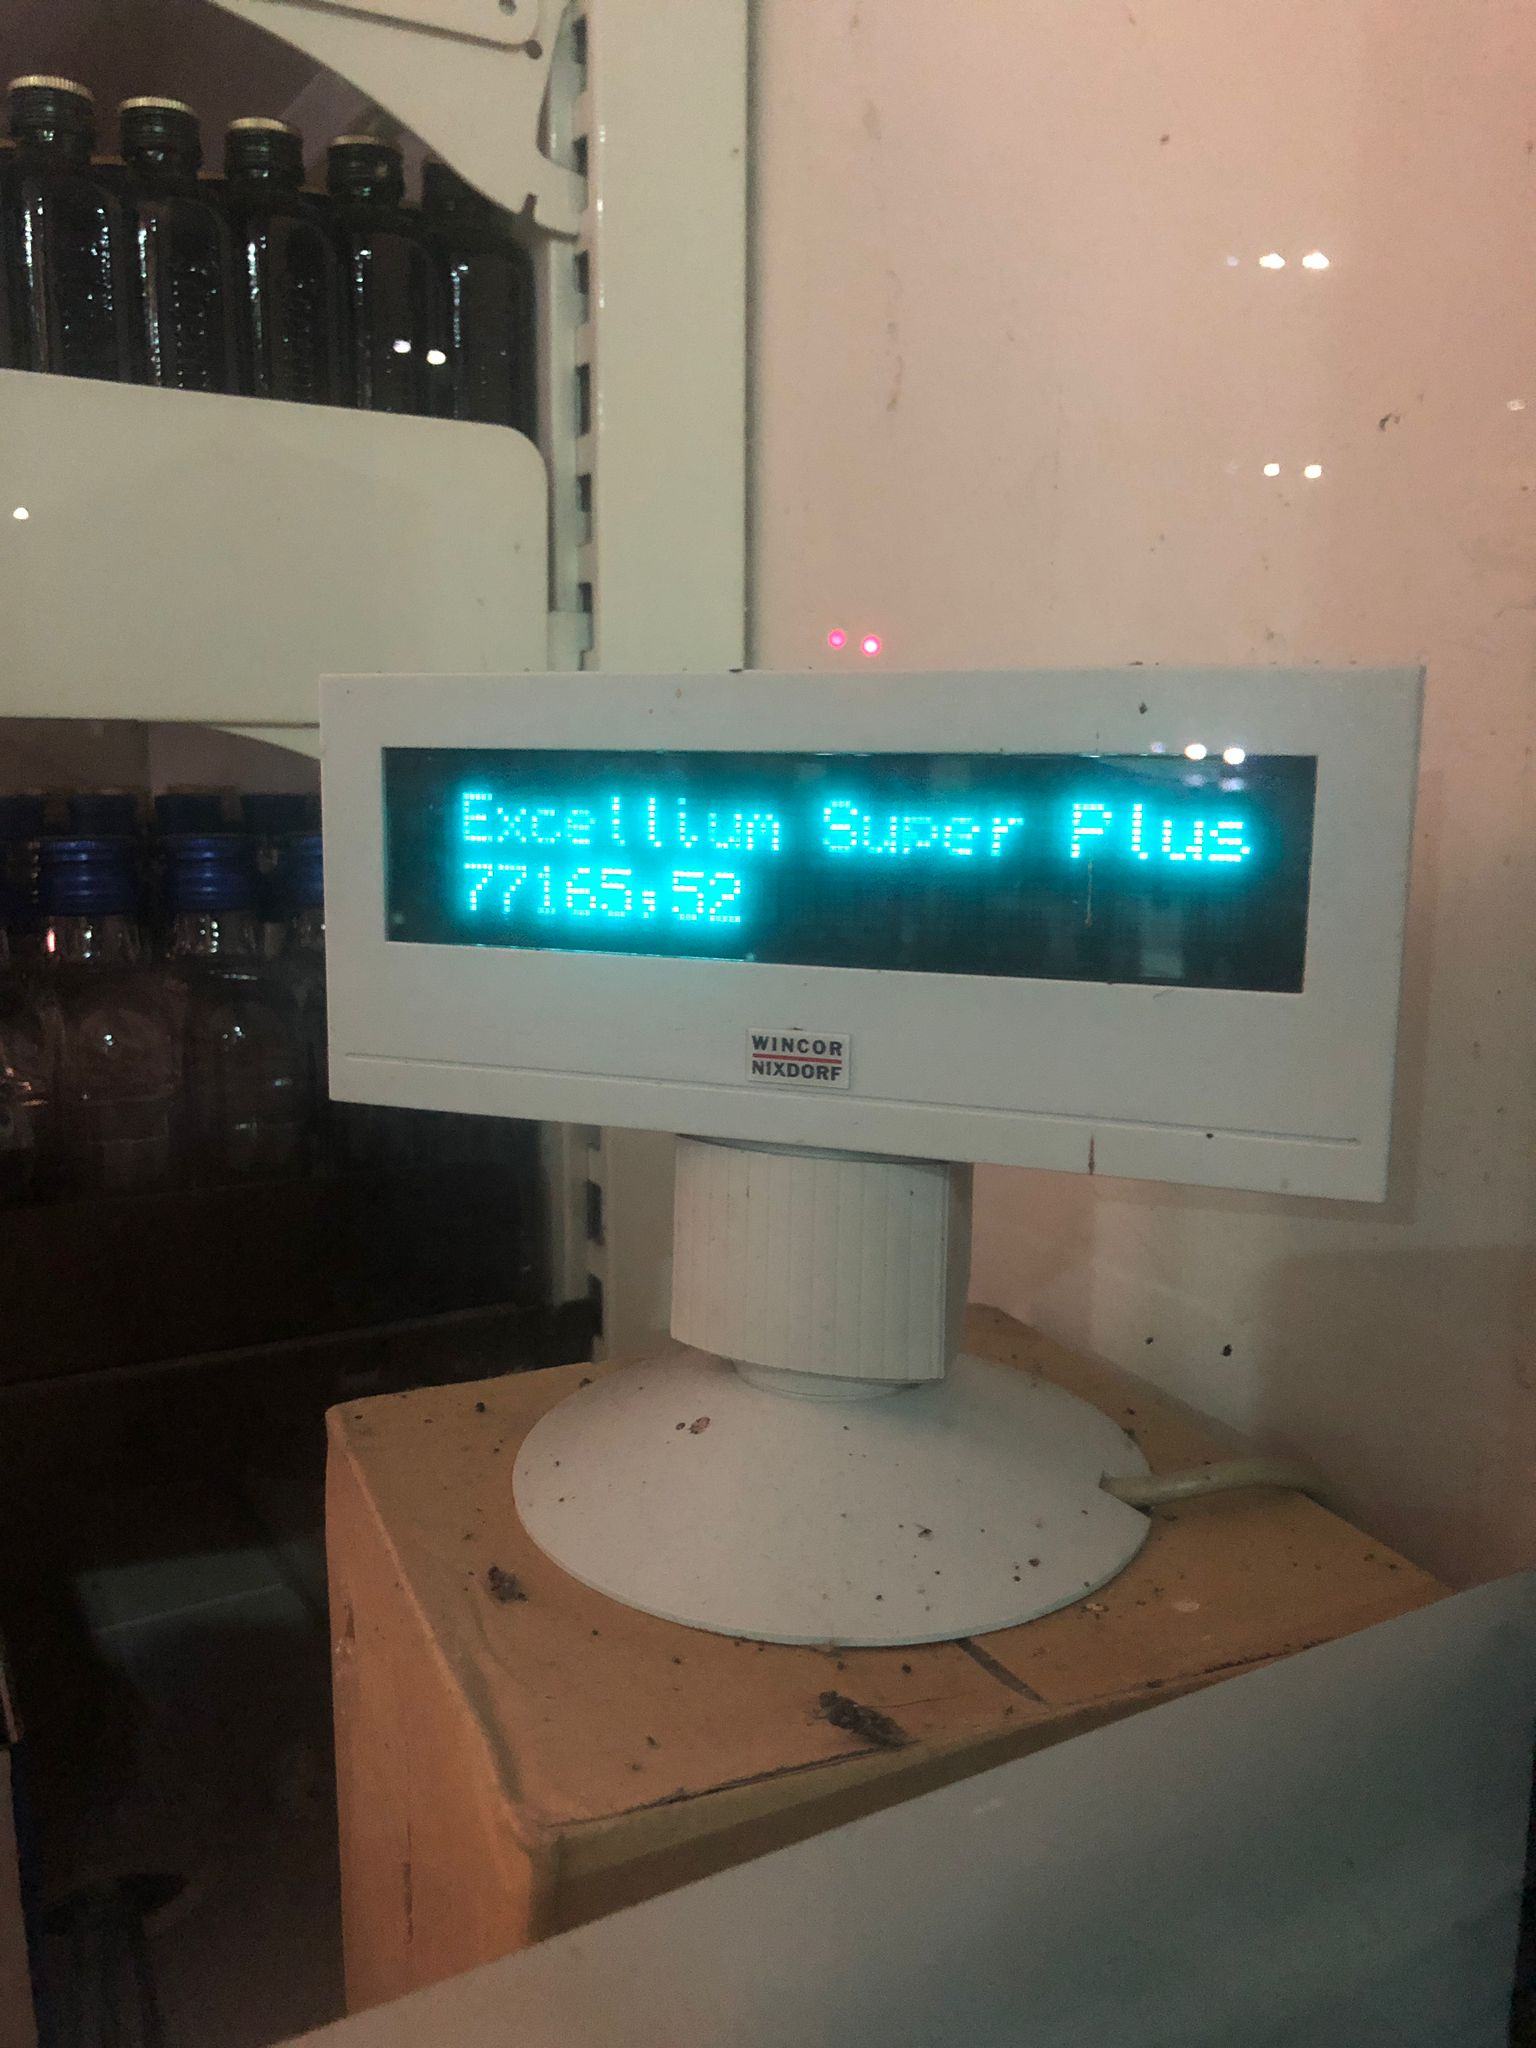 Excellium Super Plus
77165,52
WINCOR
NIXDORF